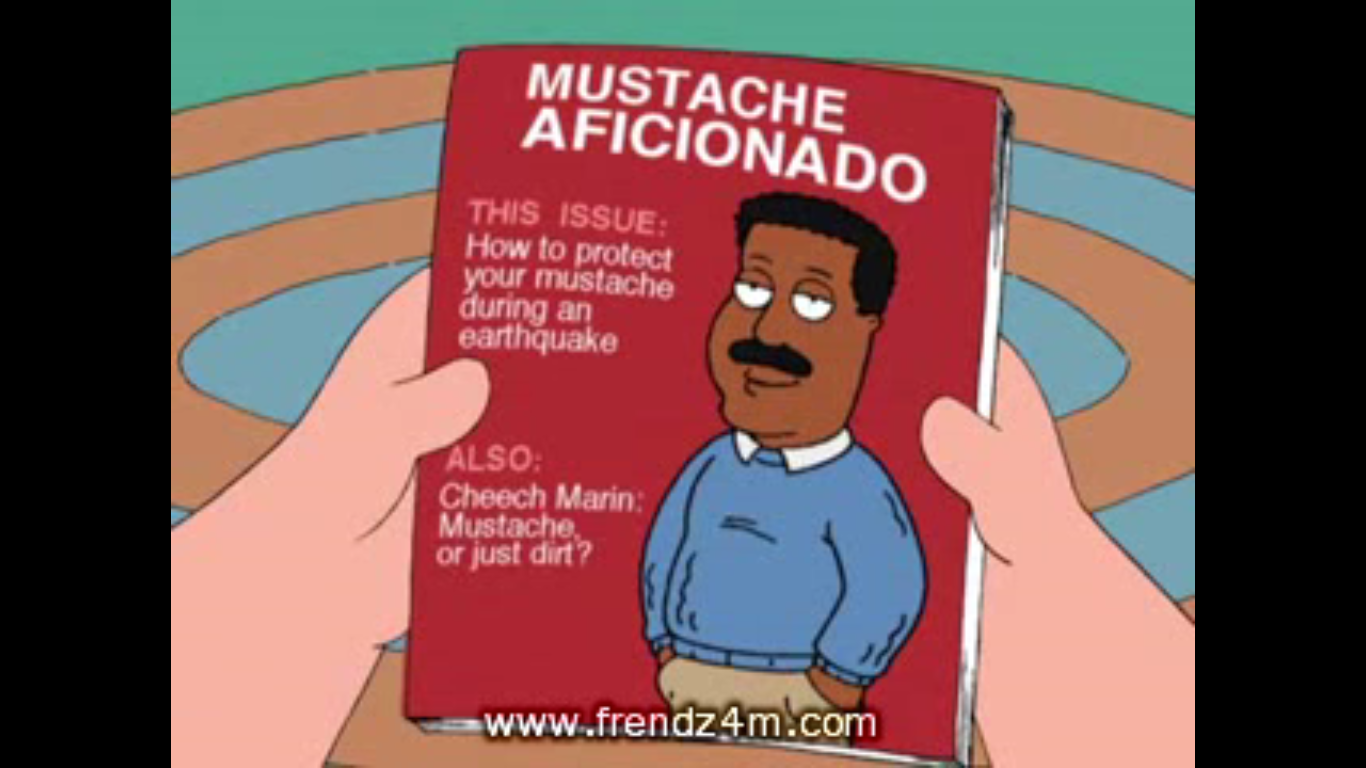 MUSTACHE
AFICIONADO
THIS ISSUE:
How to protect
your mustache
during an
earthquake
ALSO:
Cheech Marin:
Mustache,
or just dirt?
www.frendz4m.com